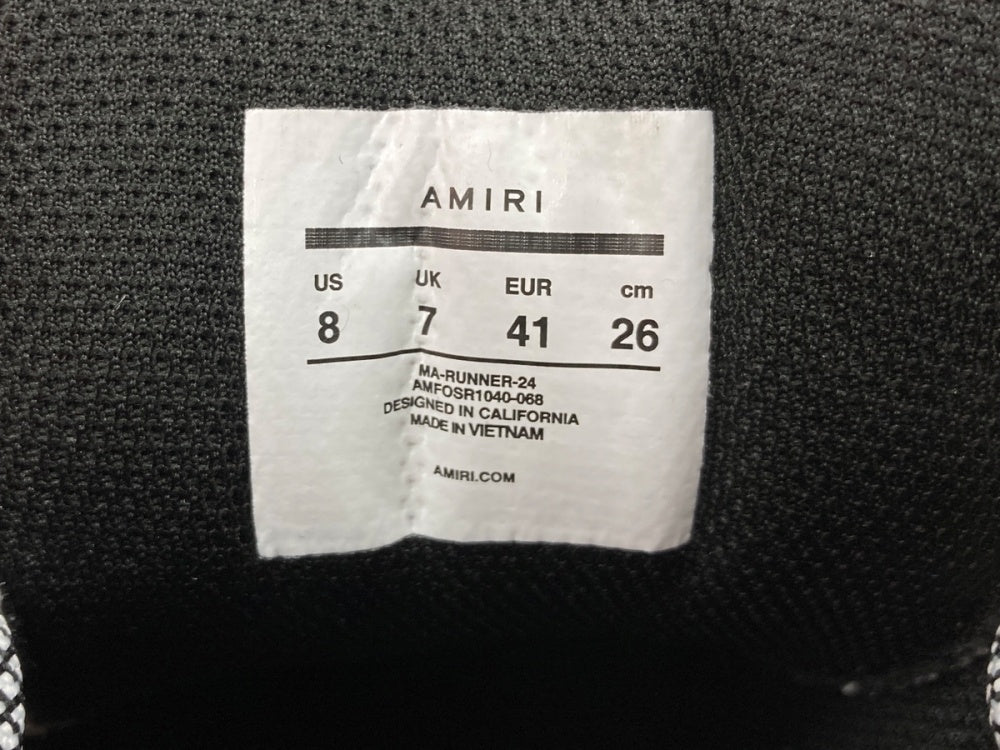 AMIRI
US UK EUR cm
8 7 41 26
MA-RUNNER-24
AMFOSR1040-068
DESIGNED IN CALIFORNIA
MADE IN VIETNAM
AMIRI.COM